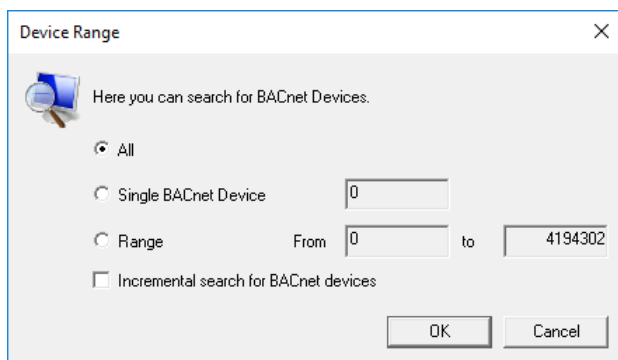 Device Range
Here you can search for BACnet Devices.
All
Single BACnet Device 0
Range From 0 to 4194302
Incremental search for BACnet devices
OK Cancel